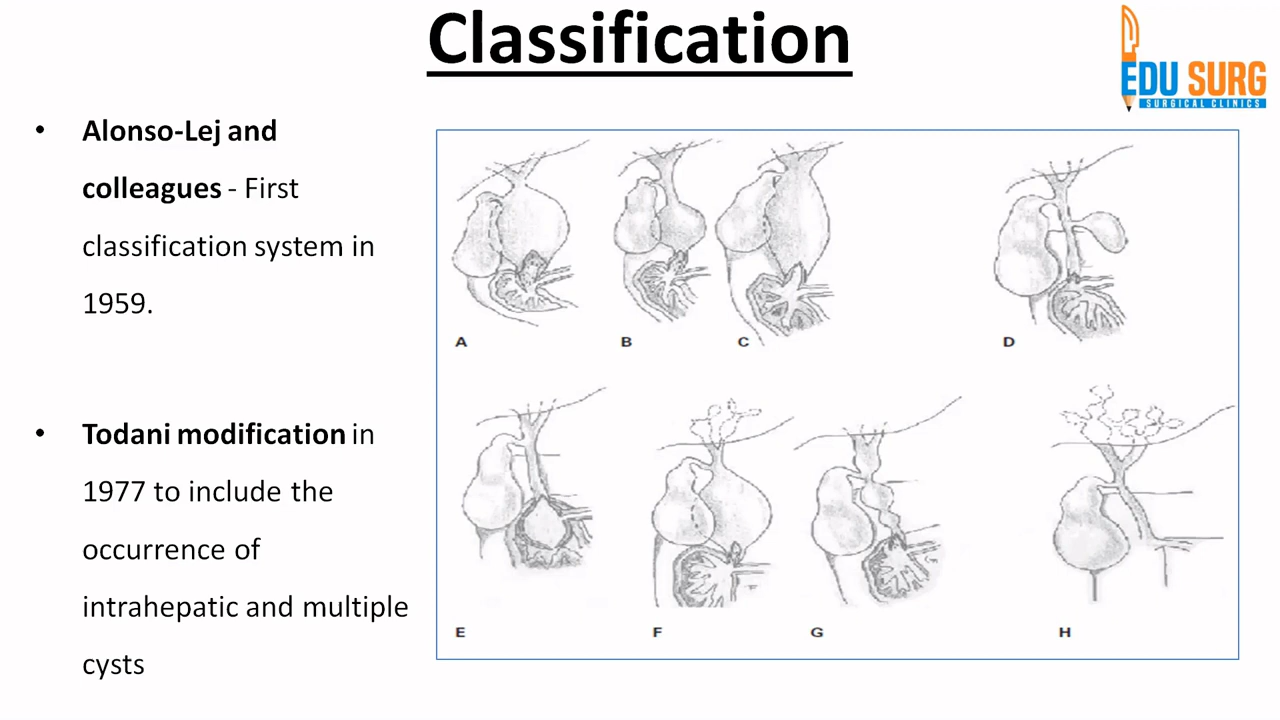 Classification
EDU SURG
SURGICAL CLINICS
• Alonso-Lej and
colleagues - First
classification system in
1959.
• Todani modification in
1977 to include the
occurrence of
intrahepatic and multiple
cysts
A B C D
E F G H